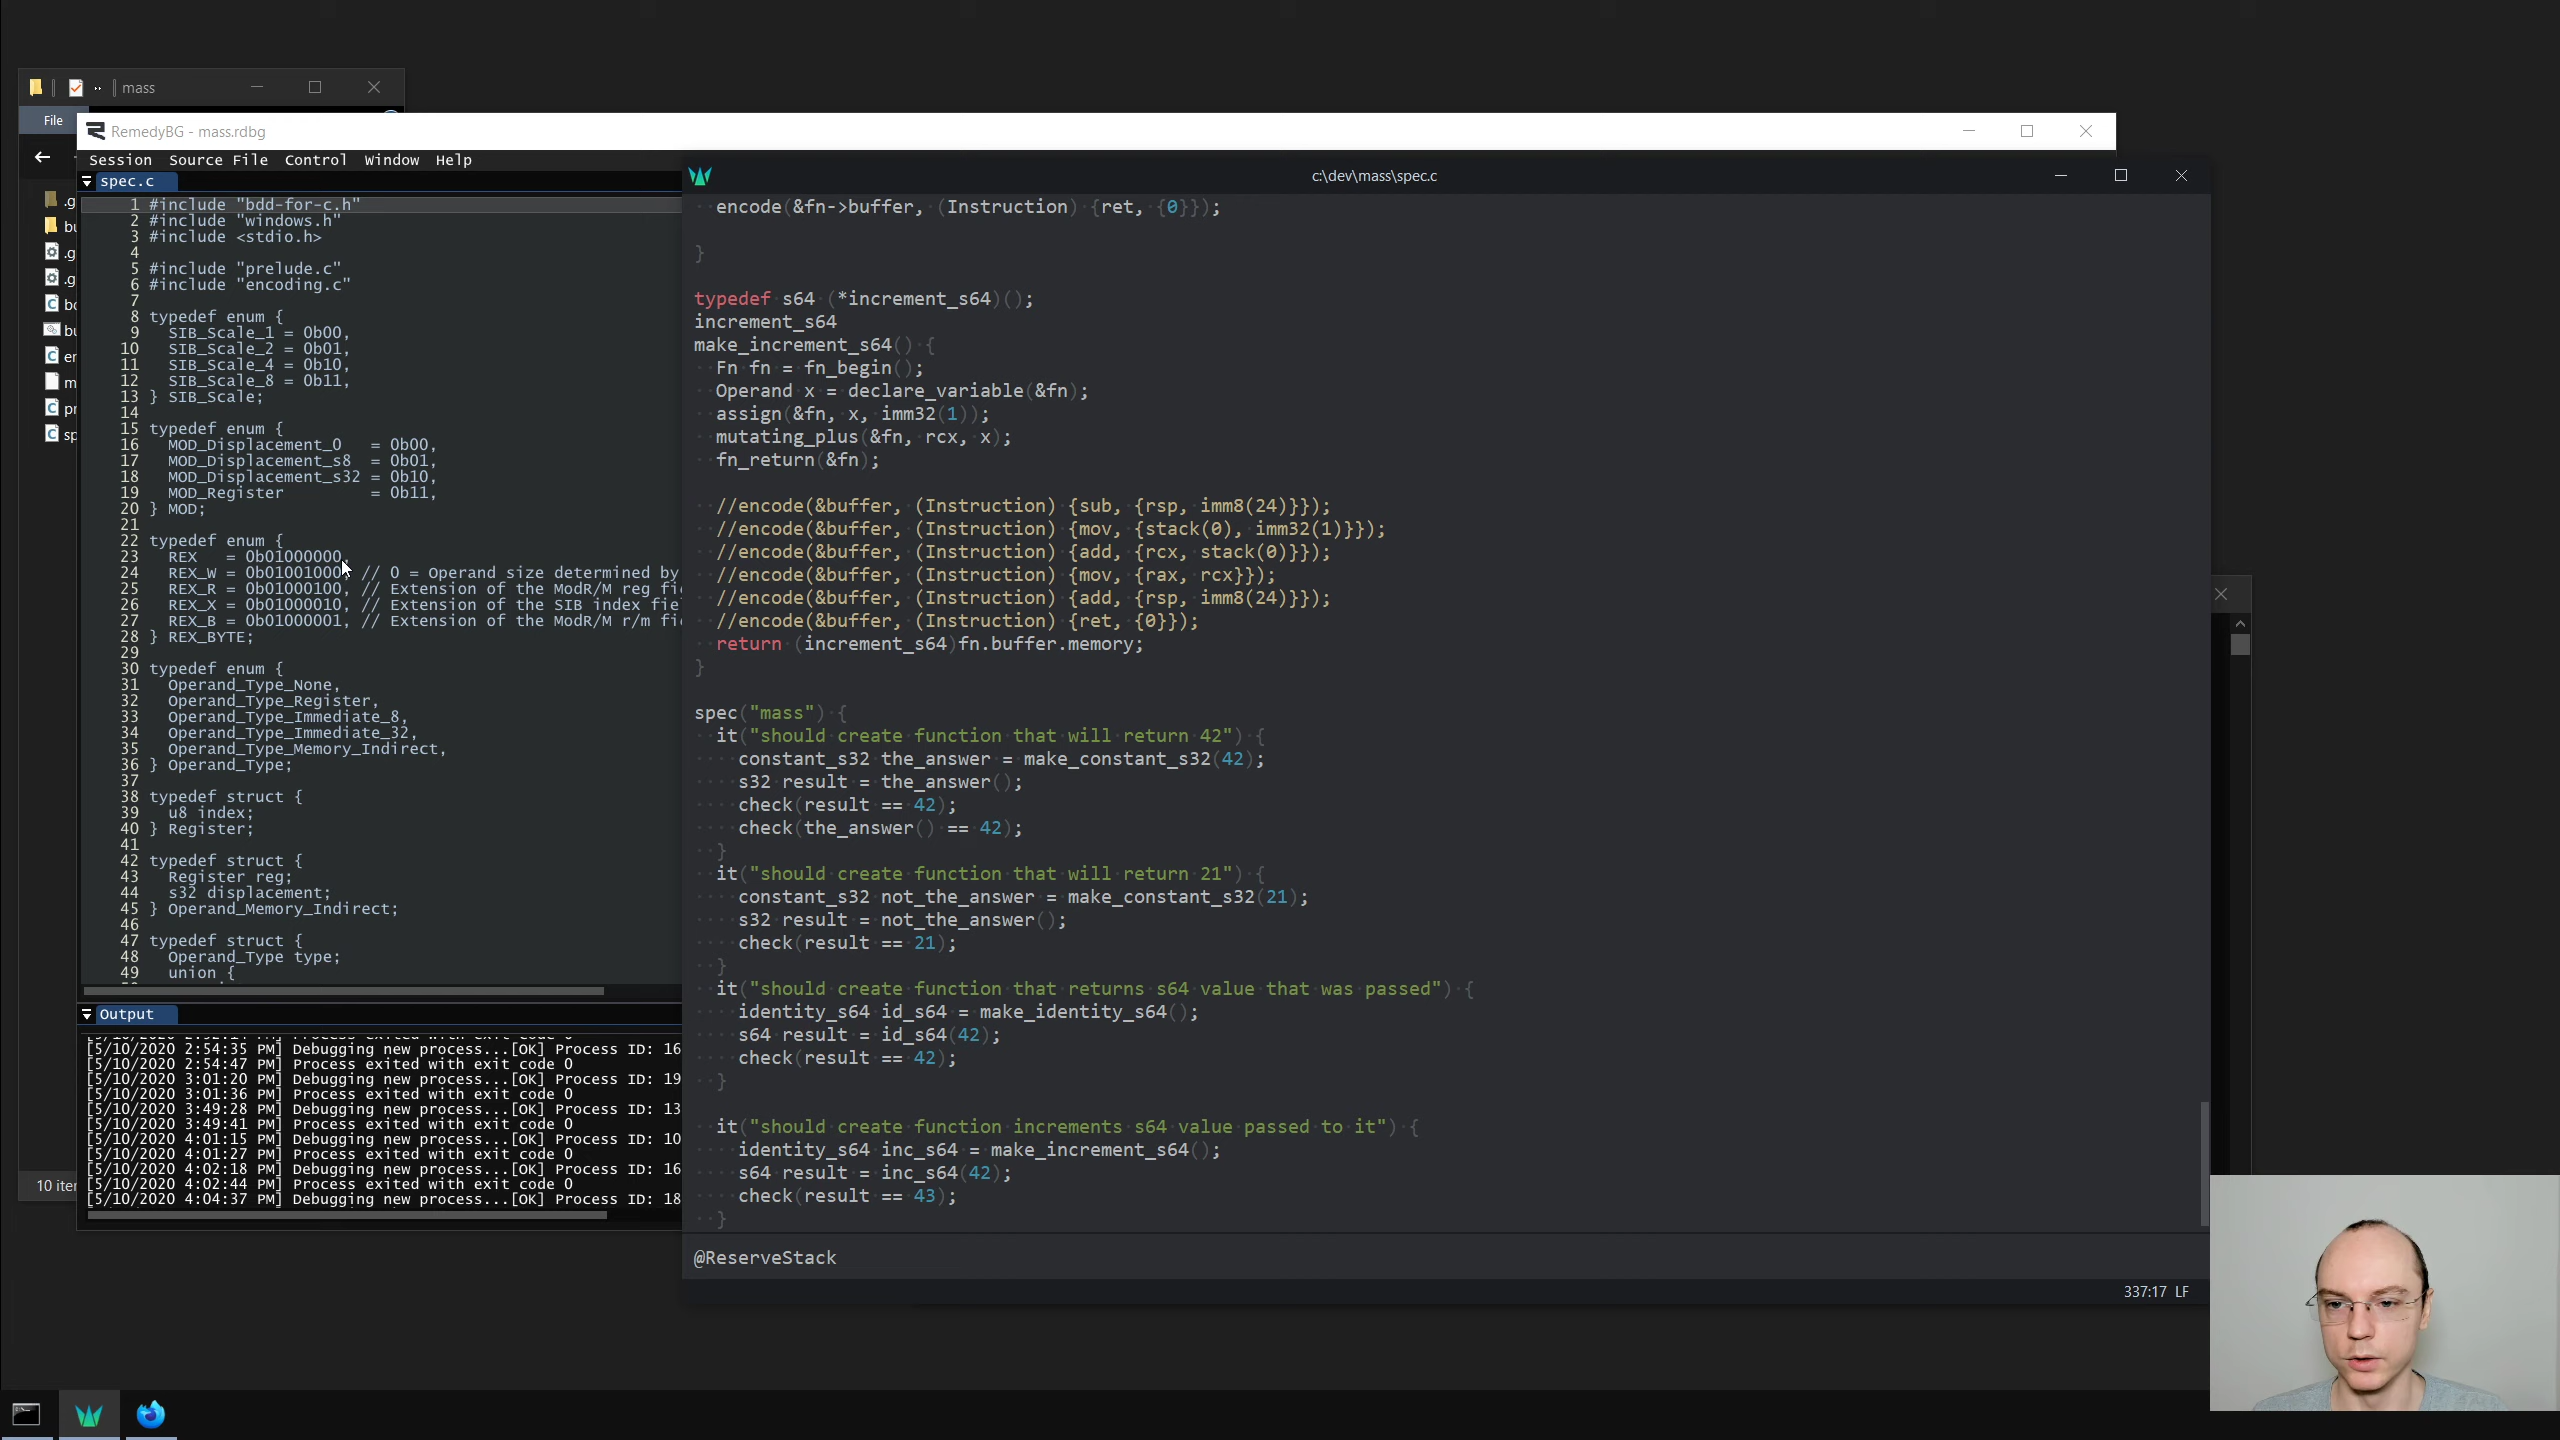 mass
File
RemedyBG - mass.rdbg
Session Source File Control Window Help
spec.c
1 #include "bdd-for-c.h"
2 #include "windows.h"
3 #include <stdio.h>
4
5 #include "prelude.c"
6 #include "encoding.c"
7
8 typedef enum {
9 SIB_Scale_1 = 0b00,
10 SIB_Scale_2 = 0b01,
11 SIB_Scale_4 = 0b10,
12 SIB_Scale_8 = 0b11,
13 } SIB_Scale;
14
15 typedef enum {
16 MOD_Displacement_0 = 0b00,
17 MOD_Displacement_s8 = 0b01,
18 MOD_Displacement_s32 = 0b10,
19 MOD_Register = 0b11,
20 } MOD;
21
22 typedef enum {
23 REX = 0b01000000,
24 REX_W = 0b01001000, // 0 = Operand size determined by
25 REX_R = 0b01000100, // Extension of the ModR/M reg fi
26 REX_X = 0b01000010, // Extension of the SIB index fie
27 REX_B = 0b01000001, // Extension of the ModR/M r/m fi
28 } REX_BYTE;
29
30 typedef enum {
31 Operand_Type_None,
32 Operand_Type_Register,
33 Operand_Type_Immediate_8,
34 Operand_Type_Immediate_32,
35 Operand_Type_Memory_Indirect,
36 } Operand_Type;
37
38 typedef struct {
39 u8 index;
40 } Register;
41
42 typedef struct {
43 Register reg;
44 s32 displacement;
45 } Operand_Memory_Indirect;
46
47 typedef struct {
48 Operand_Type type;
49 union {
.g
bu
.g
.g
bc
bu
er
m
pr
sp
10 iter
Output
[5/10/2020 2:54:35 PM] Debugging new process...[OK] Process ID: 16
[5/10/2020 2:54:47 PM] Process exited with exit code 0
[5/10/2020 3:01:20 PM] Debugging new process...[OK] Process ID: 19
[5/10/2020 3:01:36 PM] Process exited with exit code 0
[5/10/2020 3:49:28 PM] Debugging new process...[OK] Process ID: 13
[5/10/2020 3:49:41 PM] Process exited with exit code 0
[5/10/2020 4:01:15 PM] Debugging new process...[OK] Process ID: 10
[5/10/2020 4:01:27 PM] Process exited with exit code 0
[5/10/2020 4:02:18 PM] Debugging new process...[OK] Process ID: 16
[5/10/2020 4:02:44 PM] Process exited with exit code 0
[5/10/2020 4:04:37 PM] Debugging new process...[OK] Process ID: 18
c:\dev\mass\spec.c
encode(&fn->buffer, (Instruction) {ret, {0}});
}
typedef s64 (*increment_s64)();
increment_s64
make_increment_s64() {
Fn fn = fn_begin();
Operand x = declare_variable(&fn);
assign(&fn, x, imm32(1));
mutating_plus(&fn, rcx, x);
fn_return(&fn);
//encode(&buffer, (Instruction) {sub, {rsp, imm8(24)}});
//encode(&buffer, (Instruction) {mov, {stack(0), imm32(1)}});
//encode(&buffer, (Instruction) {add, {rcx, stack(0)}});
//encode(&buffer, (Instruction) {mov, {rax, rcx}});
//encode(&buffer, (Instruction) {add, {rsp, imm8(24)}});
//encode(&buffer, (Instruction) {ret, {0}});
return (increment_s64)fn.buffer.memory;
}
spec("mass") {
it("should create function that will return 42") {
constant_s32 the_answer = make_constant_s32(42);
s32 result = the_answer();
check(result == 42);
check(the_answer() == 42);
}
it("should create function that will return 21") {
constant_s32 not_the_answer = make_constant_s32(21);
s32 result = not_the_answer();
check(result == 21);
}
it("should create function that returns s64 value that was passed") {
identity_s64 id_s64 = make_identity_s64();
s64 result = id_s64(42);
check(result == 42);
}
it("should create function increments s64 value passed to it") {
identity_s64 inc_s64 = make_increment_s64();
s64 result = inc_s64(42);
check(result == 43);
}
@ReserveStack
337:17 LF